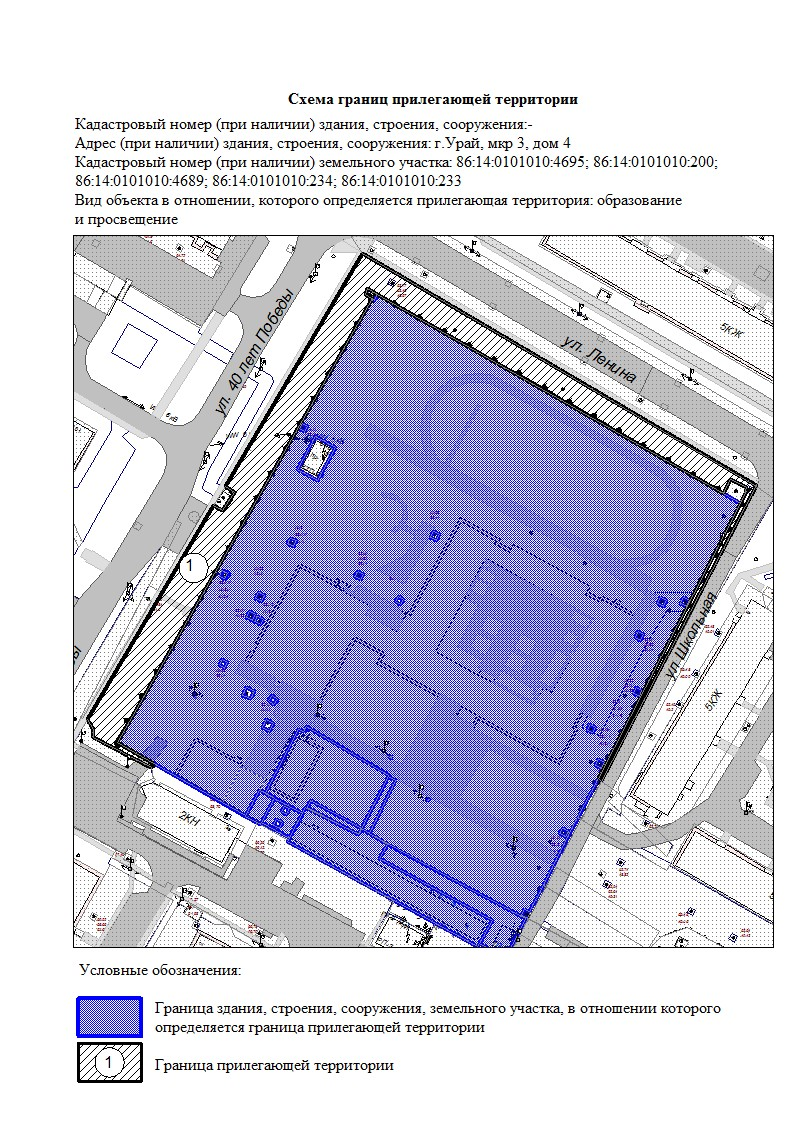 Схема границ прилегающей территории
Кадастровый номер (при наличии) здания, строения, сооружения:-
Адрес (при наличии) здания, строения, сооружения: г.Урай, мкр 3, дом 4
Кадастровый номер (при наличии) земельного участка: 86:14:0101010:4695; 86:14:0101010:200;
86:14:0101010:4689; 86:14:0101010:234; 86:14:0101010:233
Вид объекта в отношении, которого определяется прилегающая территория: образование
и просвещение
ул. 40 лет Победы
ул. Ленина
5КЖ
1
ул Школьная
5КЖ
ды
2КН
Условные обозначения:
Граница здания, строения, сооружения, земельного участка, в отношении которого
определяется граница прилегающей территории
1
Граница прилегающей территории